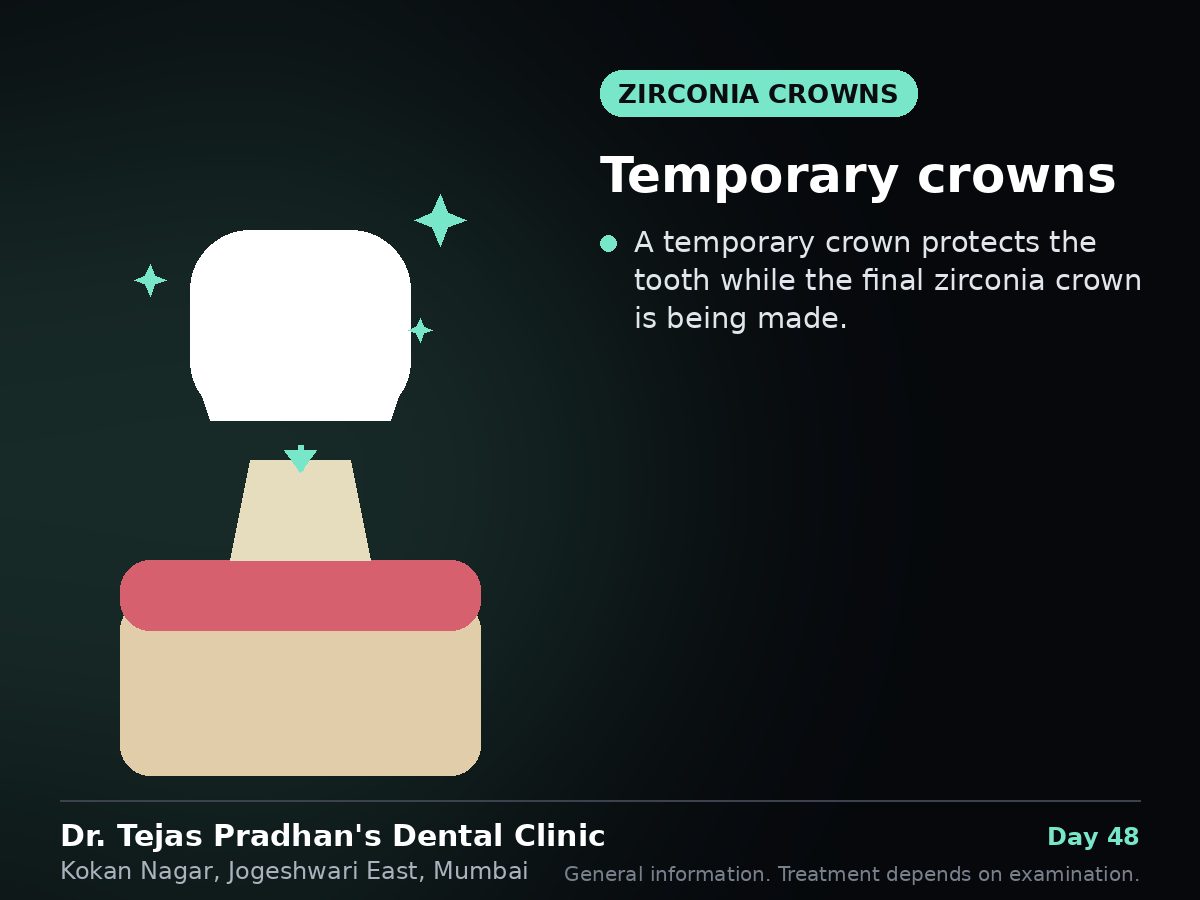 ZIRCONIA CROWNS
Temporary crowns
A temporary crown protects the
tooth while the final zirconia crown
is being made.
Dr. Tejas Pradhan's Dental Clinic
Day 48
Kokan Nagar, Jogeshwari East, Mumbai
General information. Treatment depends on examination.